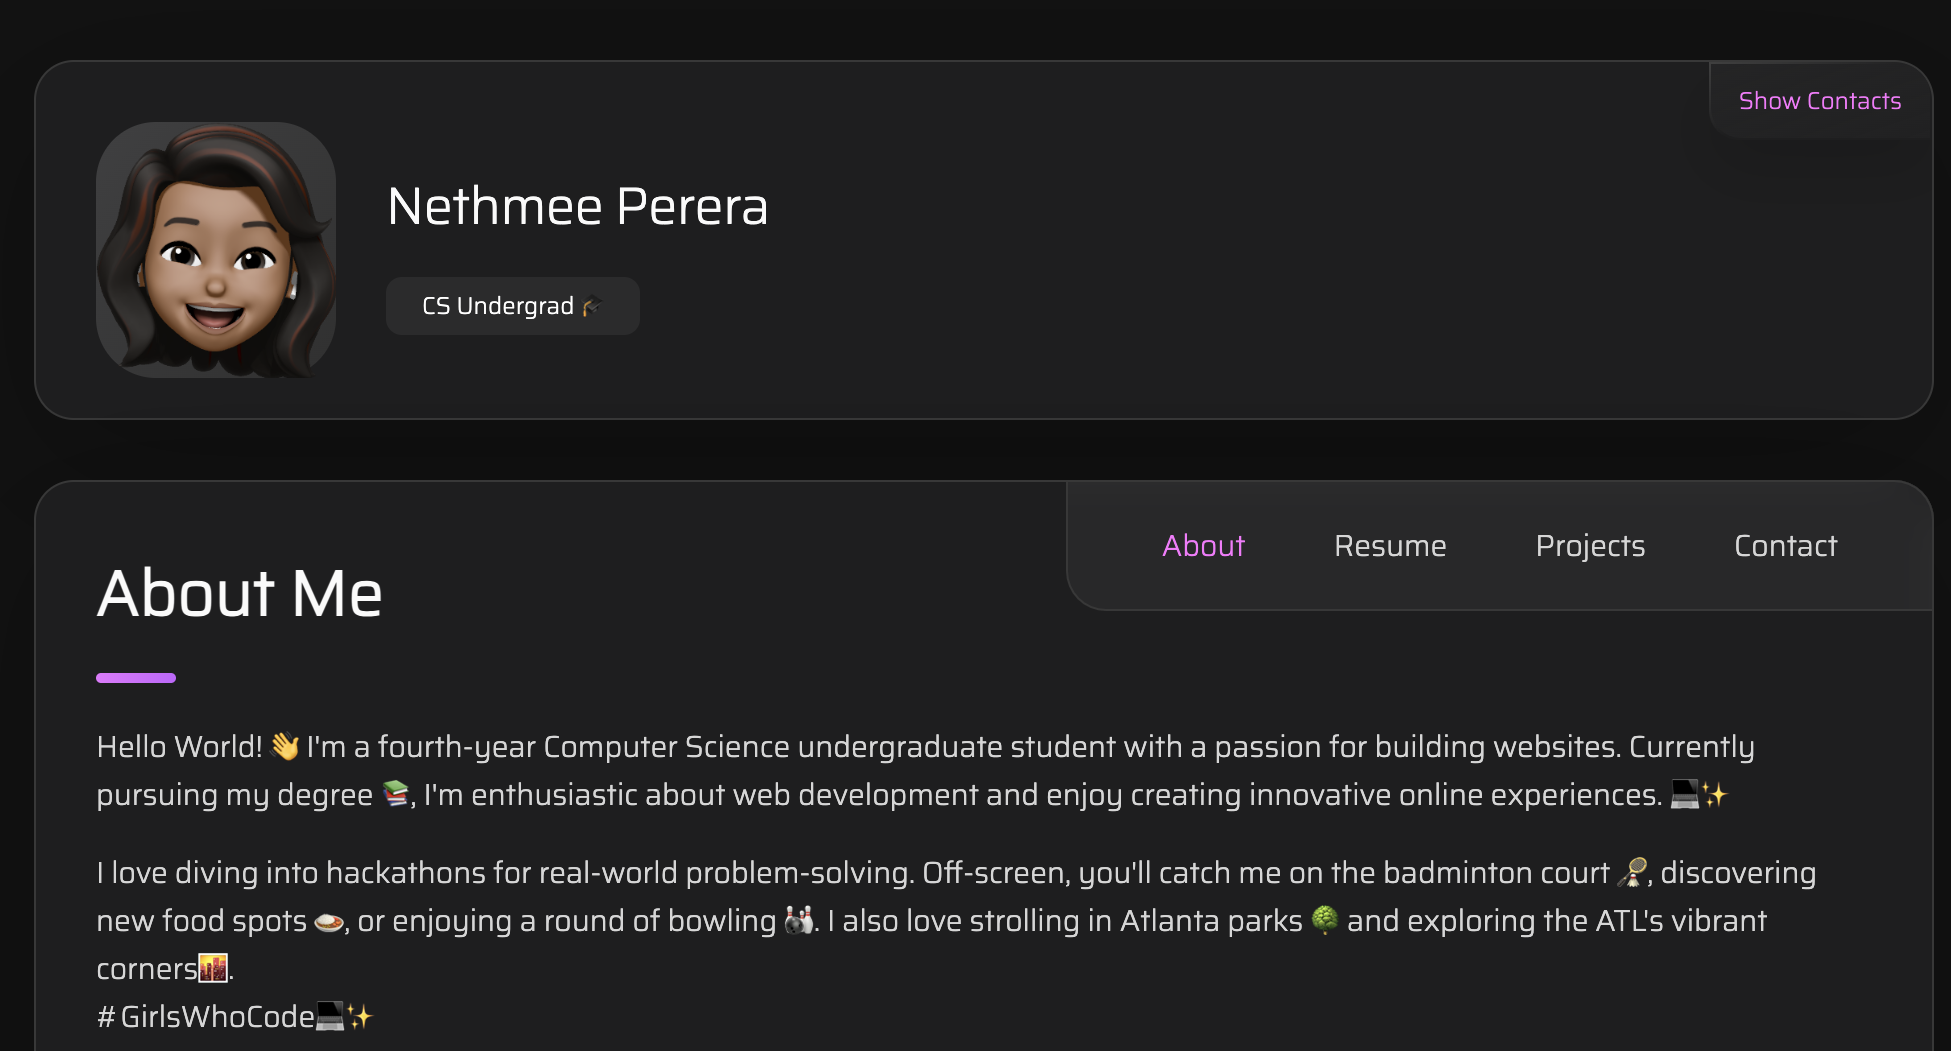 Show Contacts
Nethmee Perera
CS Undergrad 🎓
About
Resume
Projects
Contact
About Me
Hello World! 👋 I'm a fourth-year Computer Science undergraduate student with a passion for building websites. Currently
pursuing my degree 📚, I'm enthusiastic about web development and enjoy creating innovative online experiences. 💻✨
I love diving into hackathons for real-world problem-solving. Off-screen, you'll catch me on the badminton court 🏸, discovering
new food spots 🍛, or enjoying a round of bowling 🎳. I also love strolling in Atlanta parks 🌳 and exploring the ATL's vibrant
corners🌇.
#GirlsWhoCode💻✨